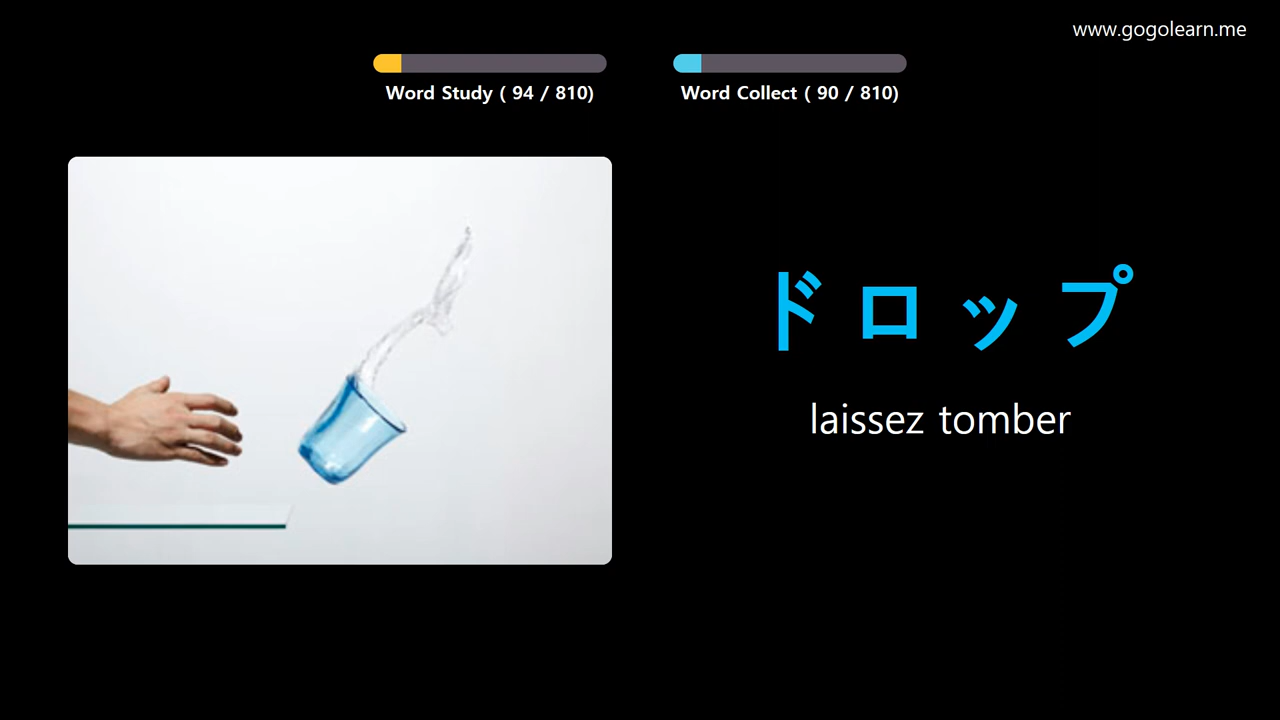 www.gogolearn.me
Word Study ( 94 / 810)
Word Collect ( 90 / 810)
ドロップ
laissez tomber